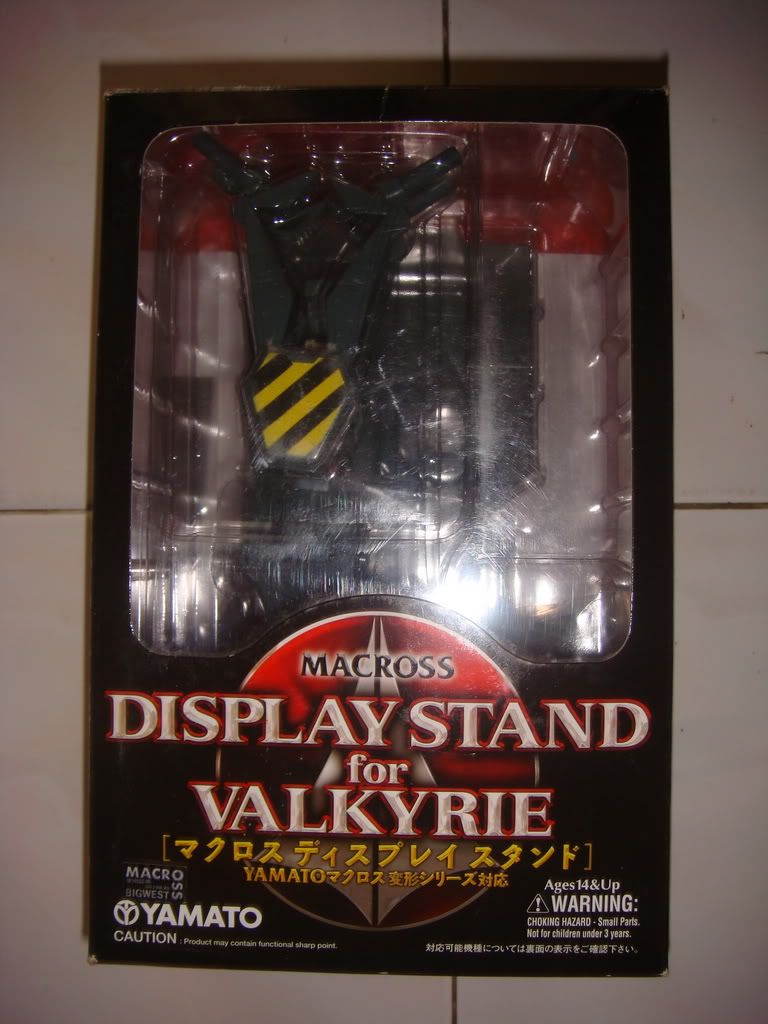 MACROSS
DISPLAY STAND
for
VALKYRIE
[マクロス ディスプレイ スタンド]
YAMATOマクロス変形シリーズ対応
MACROSS
BIGWEST
YAMATO
CAUTION : Product may contain functional sharp point.
Ages14&Up
WARNING:
CHOKING HAZARD - Small Parts.
Not for children under 3 years.
対応可能機種については裏面の表示をご確認下さい。